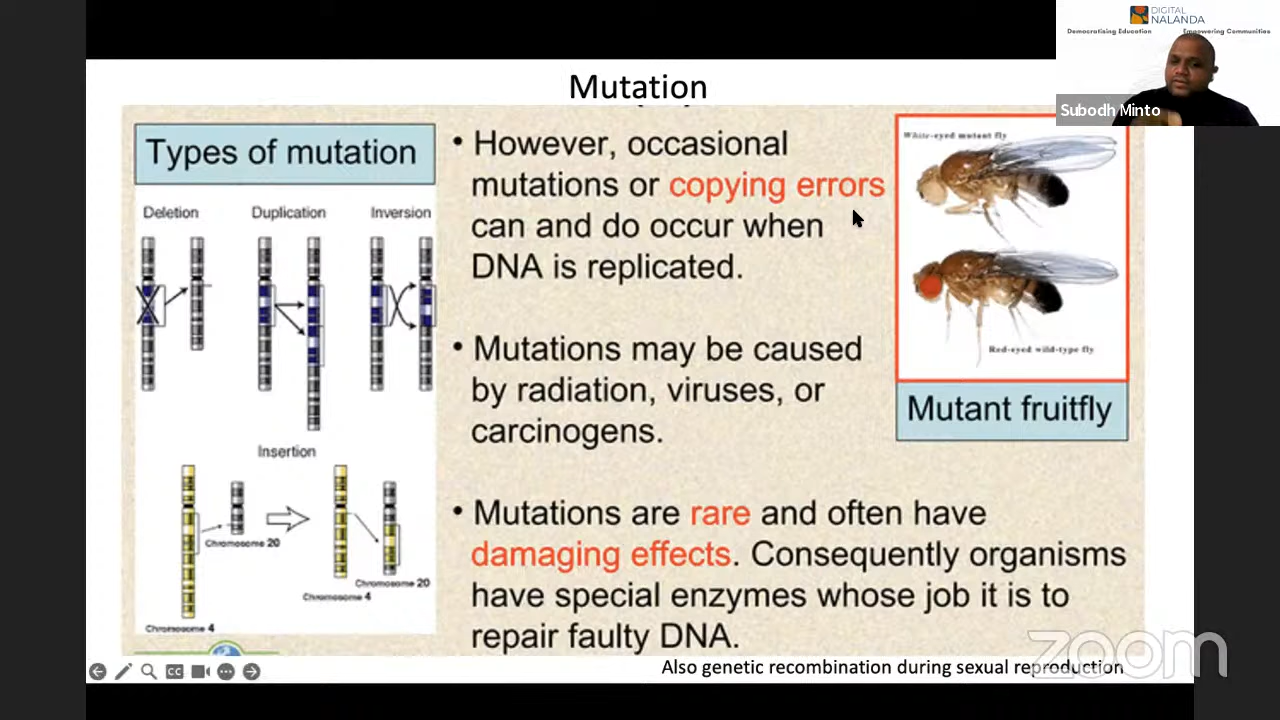 DIGITAL
NALANDA
Democratising Education
Empowering Communities
Subodh Minto
Mutation
Types of mutation
Deletion
Duplication
Inversion
Insertion
Chromosome 20
Chromosome 4
Chromosome 20
Chromosome 4
• However, occasional
mutations or copying errors
can and do occur when
DNA is replicated.
• Mutations may be caused
by radiation, viruses, or
carcinogens.
• Mutations are rare and often have
damaging effects. Consequently organisms
have special enzymes whose job it is to
repair faulty DNA.
White-eyed mutant fly
Red-eyed wild-type fly
Mutant fruitfly
Also genetic recombination during sexual reproduction
CC
zoom